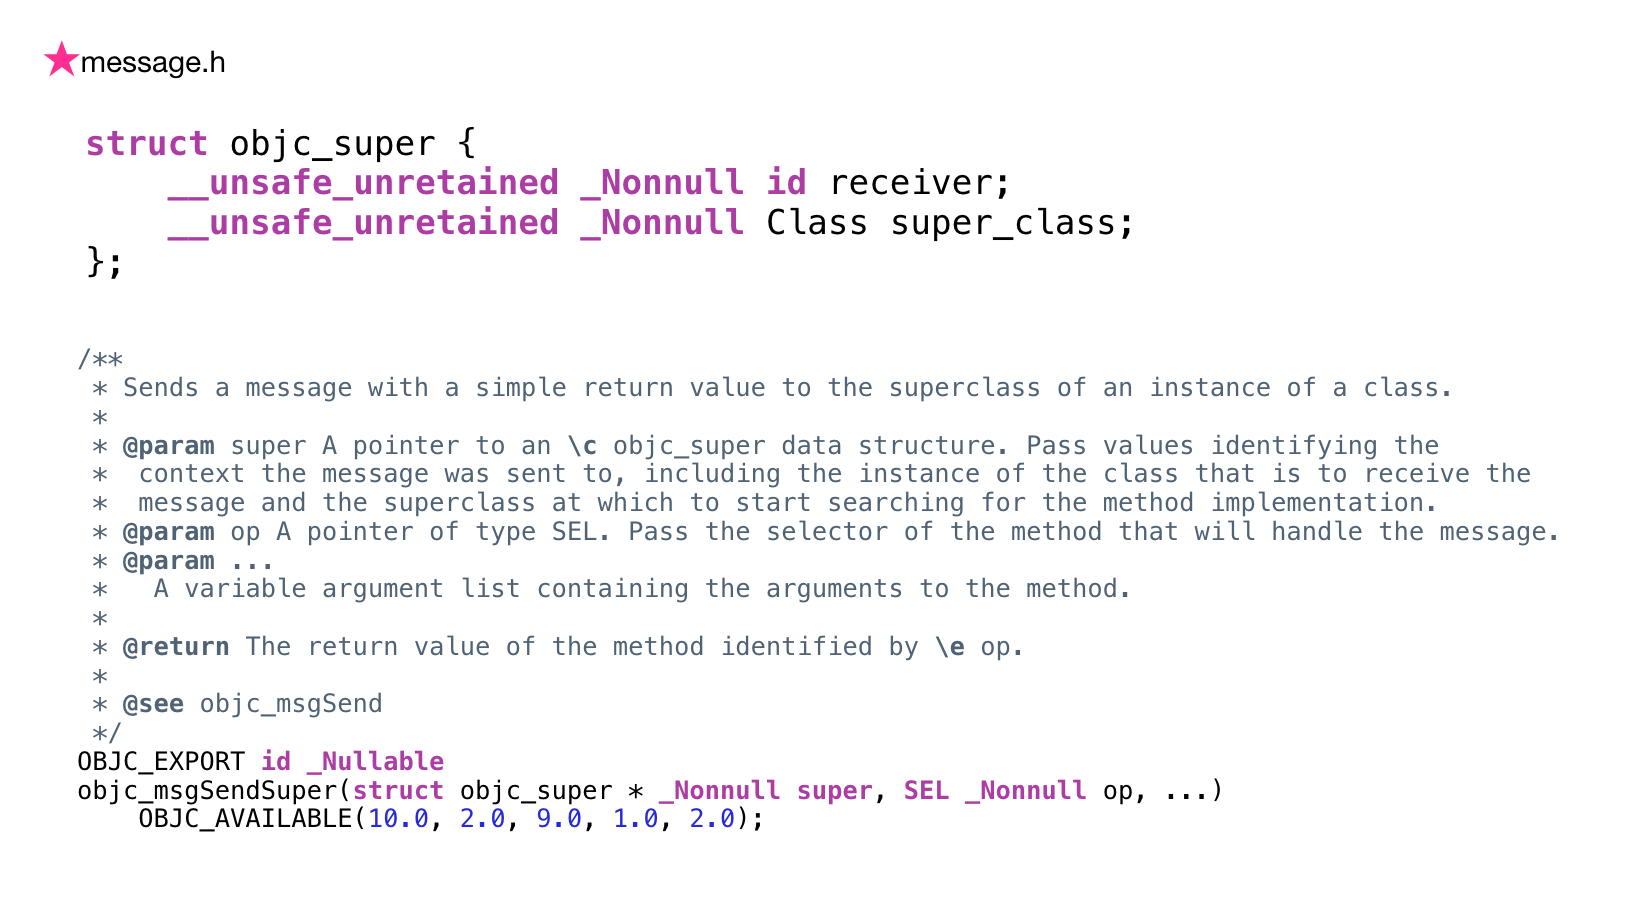 message.h
struct objc_super {
    __unsafe_unretained _Nonnull id receiver;
    __unsafe_unretained _Nonnull Class super_class;
};
/**
 * Sends a message with a simple return value to the superclass of an instance of a class.
 *
 * @param super A pointer to an \c objc_super data structure. Pass values identifying the
 *  context the message was sent to, including the instance of the class that is to receive the
 *  message and the superclass at which to start searching for the method implementation.
 * @param op A pointer of type SEL. Pass the selector of the method that will handle the message.
 * @param ...
 *   A variable argument list containing the arguments to the method.
 *
 * @return The return value of the method identified by \e op.
 *
 * @see objc_msgSend
 */
OBJC_EXPORT id _Nullable
objc_msgSendSuper(struct objc_super * _Nonnull super, SEL _Nonnull op, ...)
    OBJC_AVAILABLE(10.0, 2.0, 9.0, 1.0, 2.0);